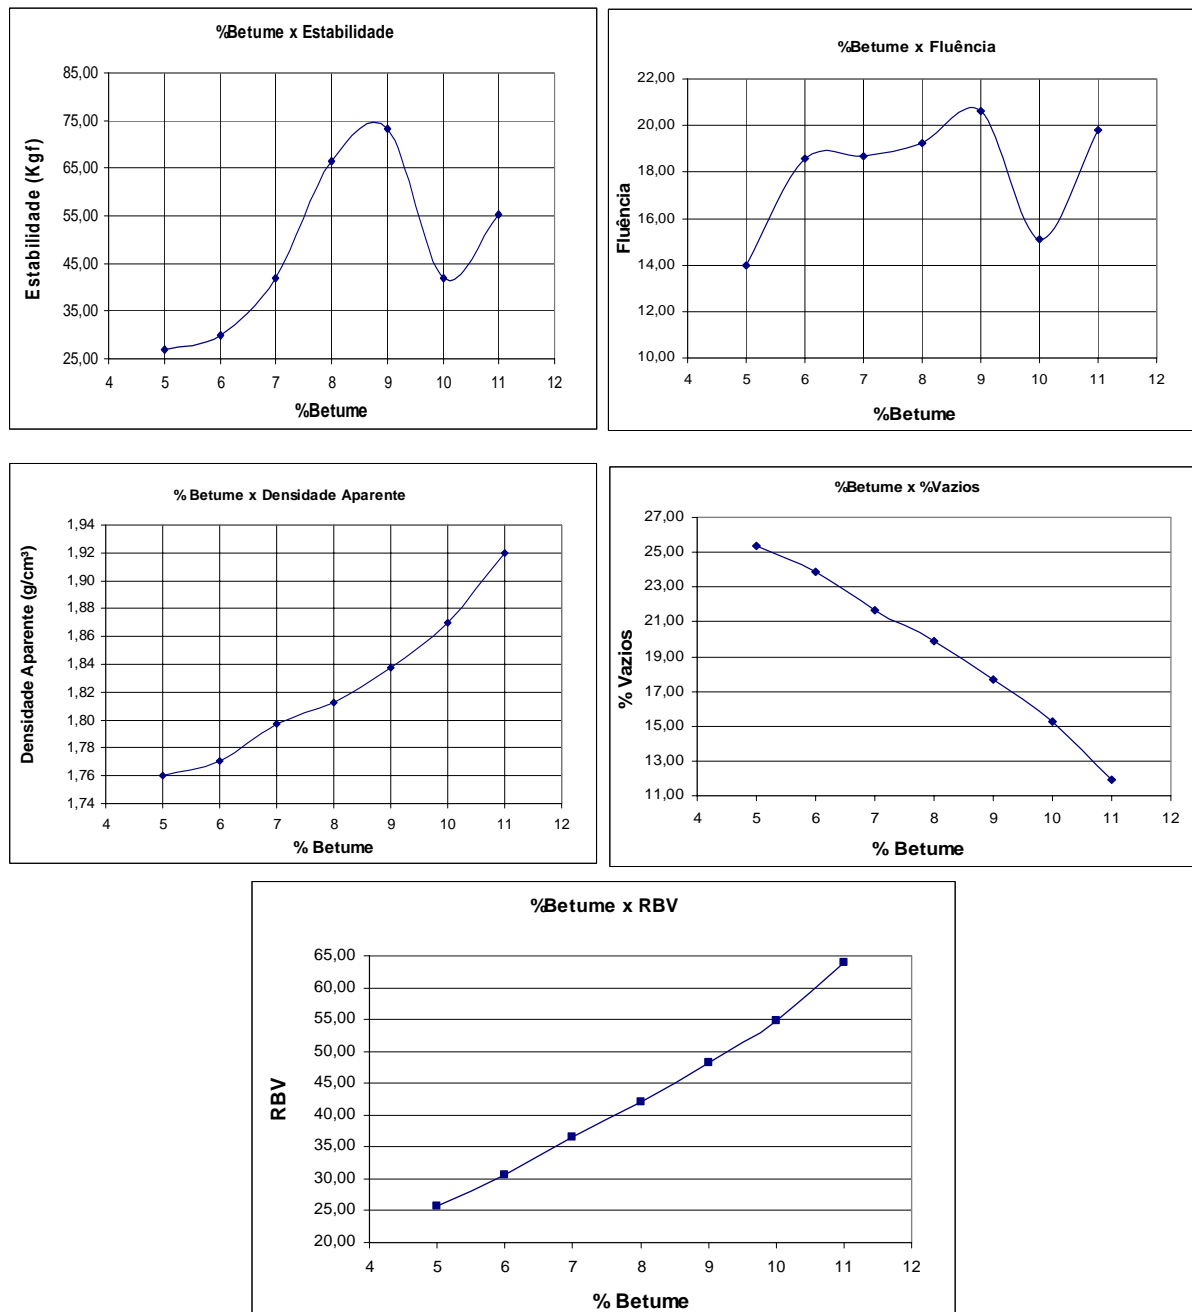 %Betume x Estabilidade
Estabilidade (Kgf)
85,00
75,00
65,00
55,00
45,00
35,00
25,00
4 5 6 7 8 9 10 11 12
%Betume
%Betume x Fluência
Fluência
22,00
20,00
18,00
16,00
14,00
12,00
10,00
4 5 6 7 8 9 10 11 12
%Betume
% Betume x Densidade Aparente
Densidade Aparente (g/cm³)
1,94
1,92
1,90
1,88
1,86
1,84
1,82
1,80
1,78
1,76
1,74
4 5 6 7 8 9 10 11 12
% Betume
%Betume x %Vazios
% Vazios
27,00
25,00
23,00
21,00
19,00
17,00
15,00
13,00
11,00
4 5 6 7 8 9 10 11 12
% Betume
%Betume x RBV
RBV
65,00
60,00
55,00
50,00
45,00
40,00
35,00
30,00
25,00
20,00
4 5 6 7 8 9 10 11 12
% Betume